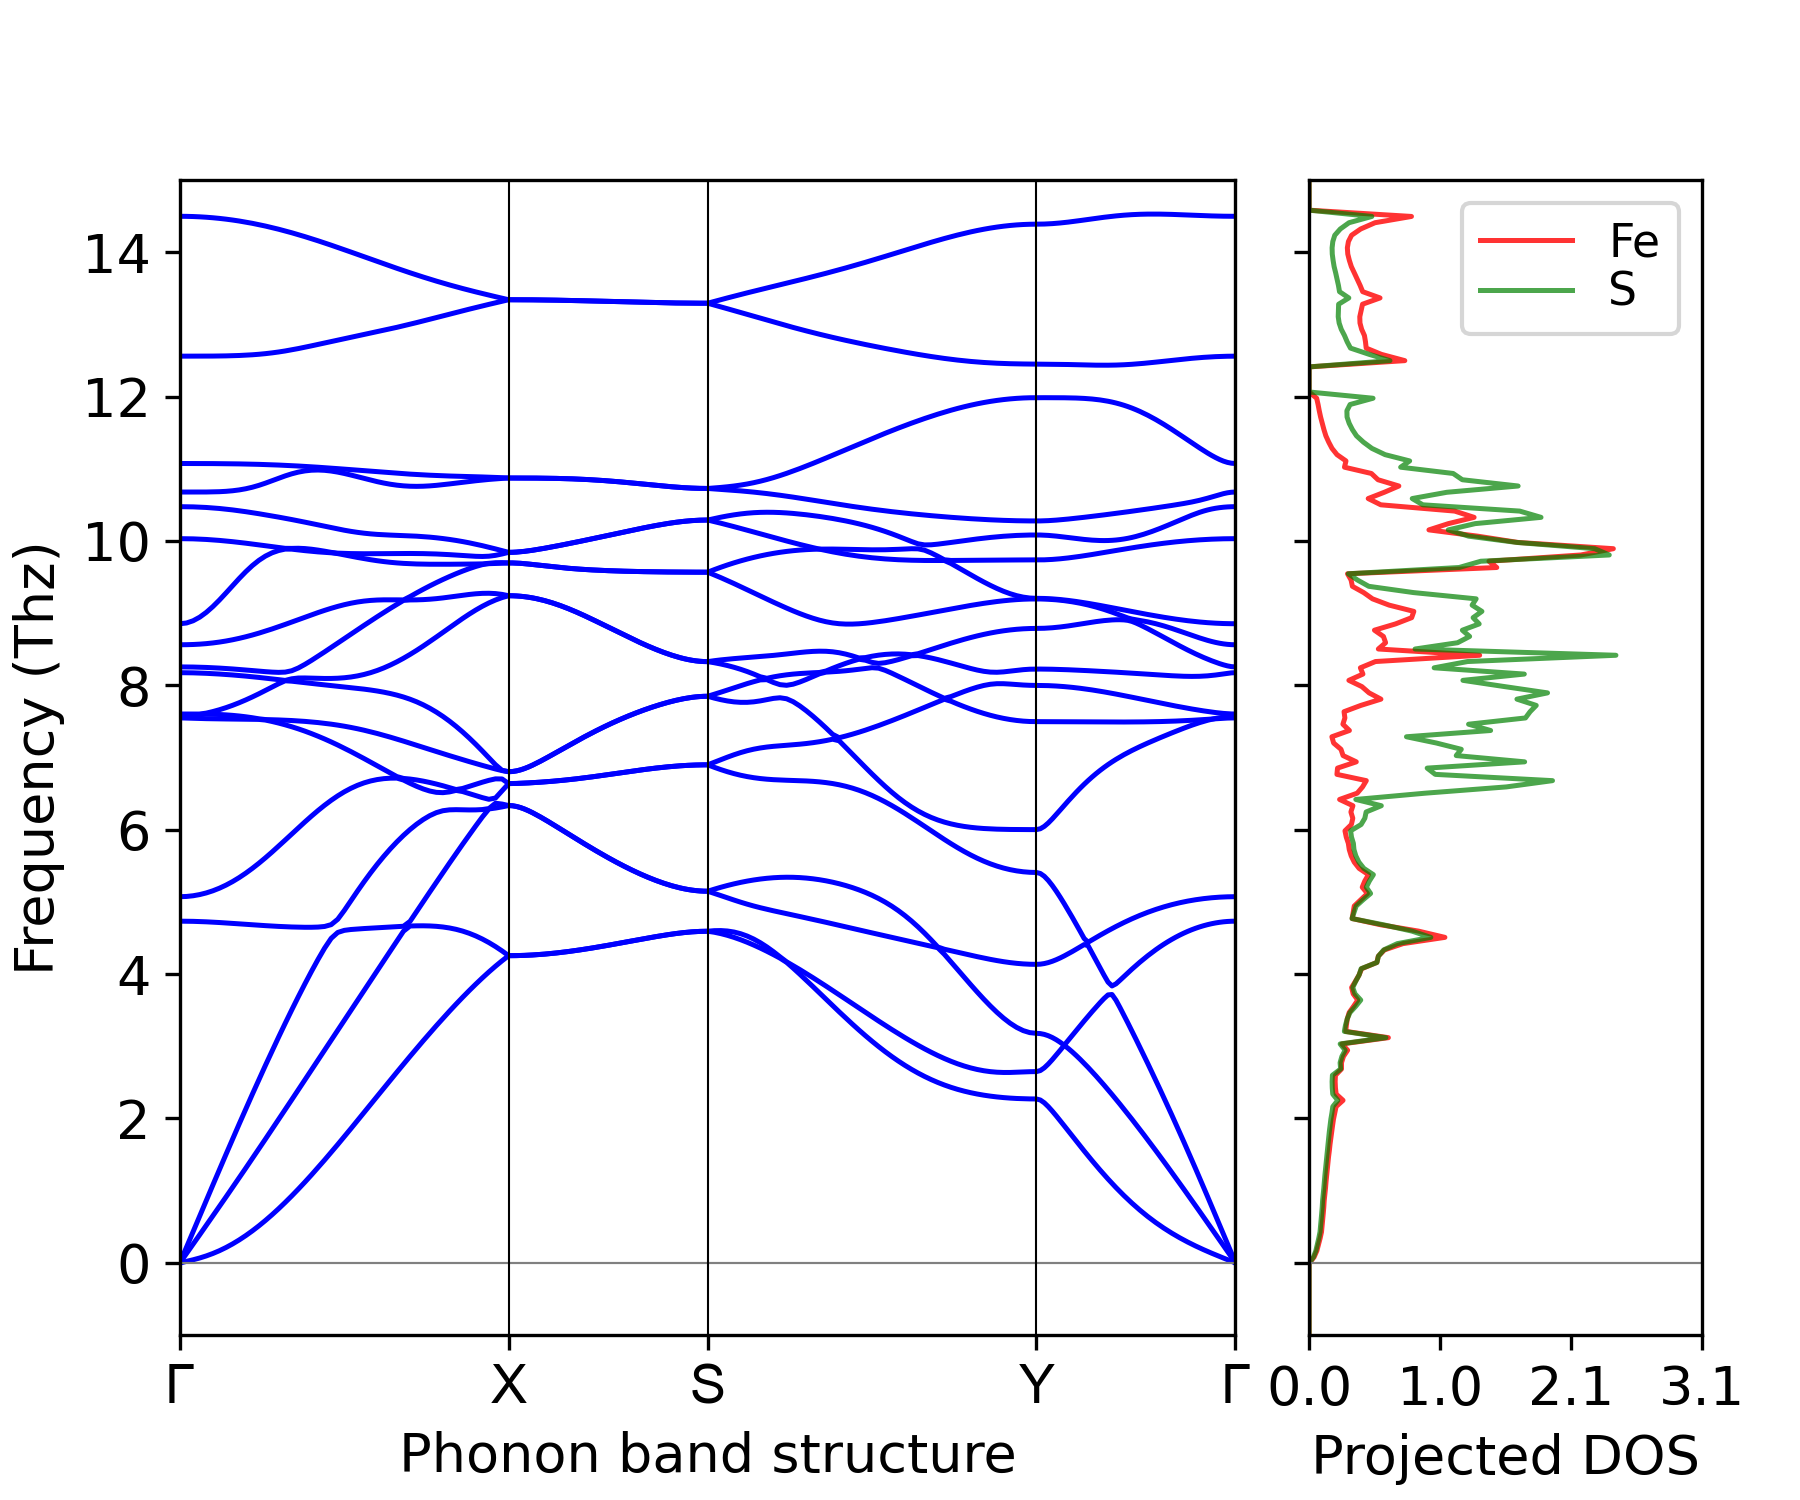 14
12
10
8
6
4
2
0
Frequency (Thz)
Γ X S Y Γ
Phonon band structure
Fe
S
0.0 1.0 2.1 3.1
Projected DOS